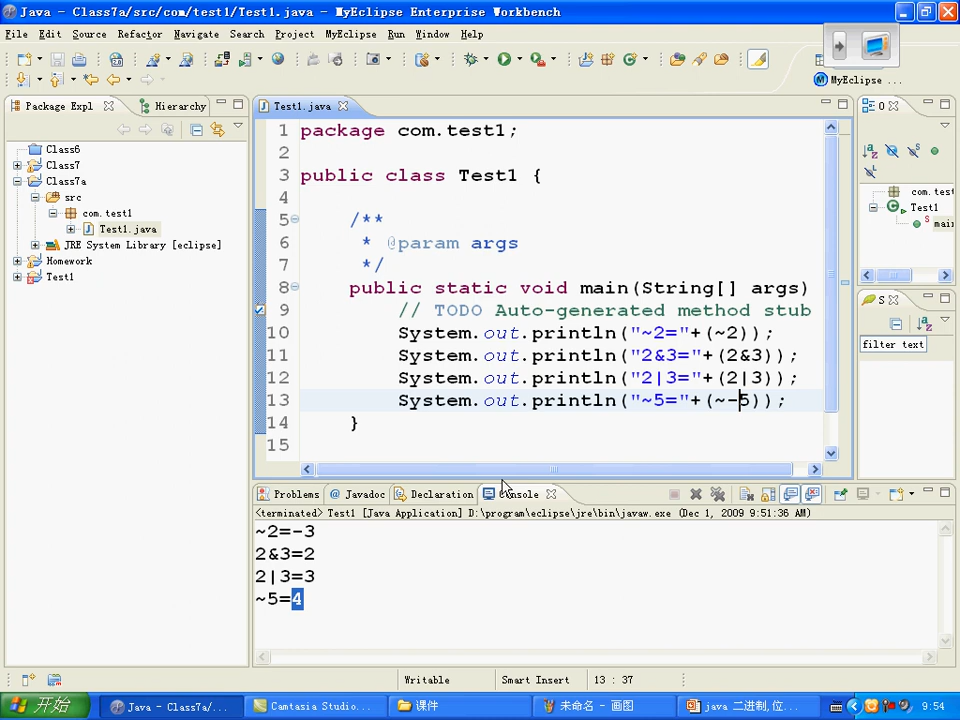 Java - Class7a/src/com/test1/Test1.java - MyEclipse Enterprise Workbench
File Edit Source Refactor Navigate Search Project MyEclipse Run Window Help
MyEclipse ...
Package Expl
Hierarchy
Class6
Class7
Class7a
src
com.test1
Test1.java
JRE System Library [eclipse]
Homework
Test1
Test1.java
1 package com.test1;
2
3 public class Test1 {
4
5 /**
6 * @param args
7 */
8 public static void main(String[] args)
9 // TODO Auto-generated method stub
10 System.out.println("~2="+(~2));
11 System.out.println("2&3="+(2&3));
12 System.out.println("2|3="+(2|3));
13 System.out.println("~5="+(~-5));
14 }
15
O
com.test
Test1
main
S
filter text
Problems @ Javadoc Declaration Console
<terminated> Test1 [Java Application] D:\program\eclipse\jre\bin\javaw.exe (Dec 1, 2009 9:51:36 AM)
~2=-3
2&3=2
2|3=3
~5=4
Writable Smart Insert 13 : 37
开始 Java - Class7a/... Camtasia Studio... 课件 未命名 - 画图 java 二进制,位... 9:54